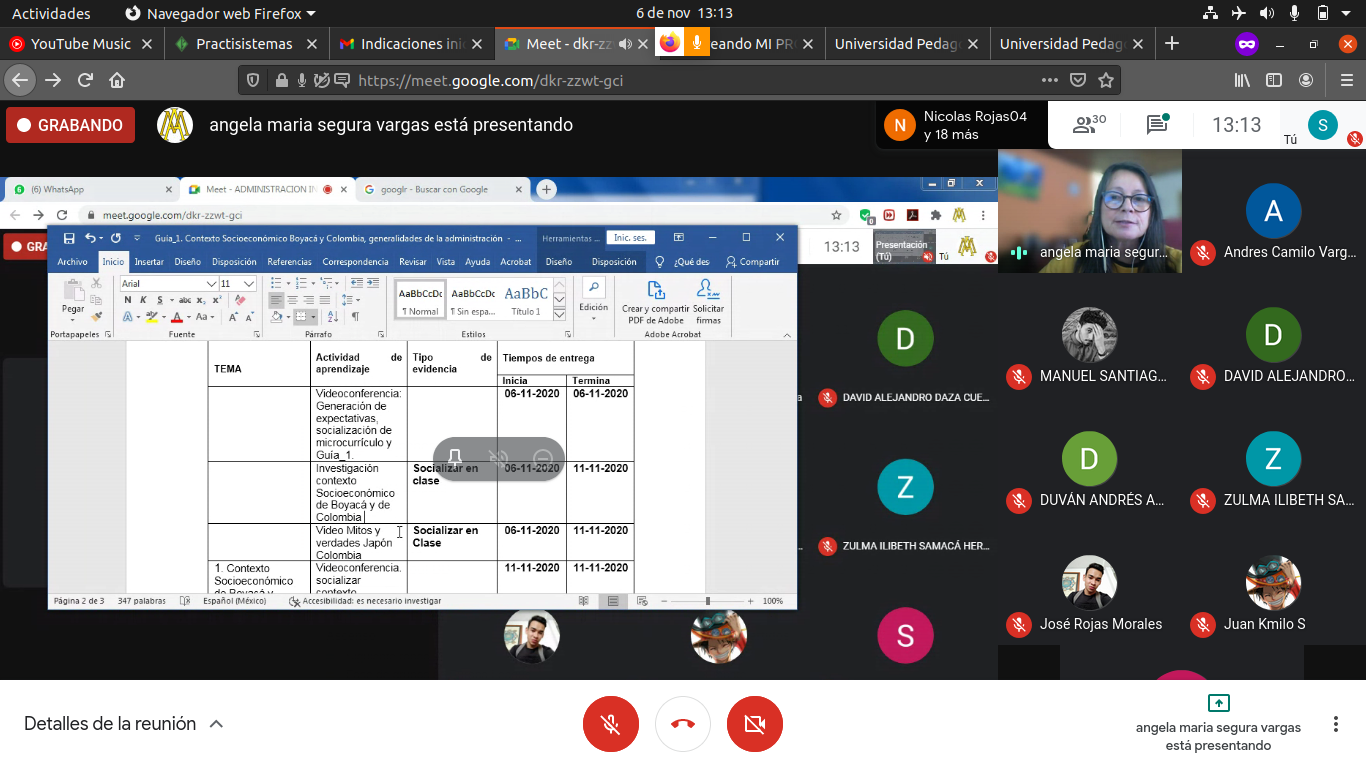 Actividades
Navegador web Firefox
6 de nov 13:13
YouTube Music
Practisistemas
Indicaciones ini
Meet - dkr-zz
eando MI PR
Universidad Pedag
Universidad Pedag
https://meet.google.com/dkr-zzwt-gci
GRABANDO
angela maria segura vargas está presentando
N
Nicolas Rojas04
y 18 más
30
13:13
Tú
S
(6) WhatsApp
Meet - ADMINISTRACION IN
googlr - Buscar con Google
meet.google.com/dkr-zzwt-gci
GRA
Guía_1. Contexto Socioeconómico Boyacá y Colombia, generalidades de la administración - ...
Herramientas ...
Inic. ses.
13:13
Presentación
(Tú)
Tú
Archivo
Inicio
Insertar
Diseño
Disposición
Referencias
Correspondencia
Revisar
Vista
Ayuda
Acrobat
Diseño
Disposición
¿Qué des
Compartir
Pegar
Arial
11
N K S abc x₂ x²
A Aa A A
AaBbCcDc
AaBbCcDc
AaBbC
¶ Normal
¶ Sin espa...
Título 1
Edición
Crear y compartir
PDF de Adobe
Solicitar
firmas
Portapapeles
Fuente
Párrafo
Estilos
Adobe Acrobat
TEMA
Actividad de
aprendizaje
Tipo de
evidencia
Tiempos de entrega
Inicia
Termina
Videoconferencia:
Generación de
expectativas,
socialización de
microcurrículo y
Guía_1.
06-11-2020
06-11-2020
Investigación
contexto
Socioeconómico
de Boyacá y de
Colombia
Socializar en
clase
06-11-2020
11-11-2020
Video Mitos y
verdades Japón
Colombia
Socializar en
Clase
06-11-2020
11-11-2020
1. Contexto
Socioeconómico
de Boyacá y
Videoconferencia.
socializar
contexto
11-11-2020
11-11-2020
Página 2 de 3
347 palabras
Español (México)
Accesibilidad: es necesario investigar
100%
D
DAVID ALEJANDRO DAZA CUE...
Z
ZULMA ILIBETH SAMACÁ HER...
S
angela maria segur...
A
Andres Camilo Varg...
MANUEL SANTIAG...
D
DAVID ALEJANDRO...
D
DUVÁN ANDRÉS A...
Z
ZULMA ILIBETH SA...
José Rojas Morales
Juan Kmilo S
Detalles de la reunión
angela maria segura vargas
está presentando